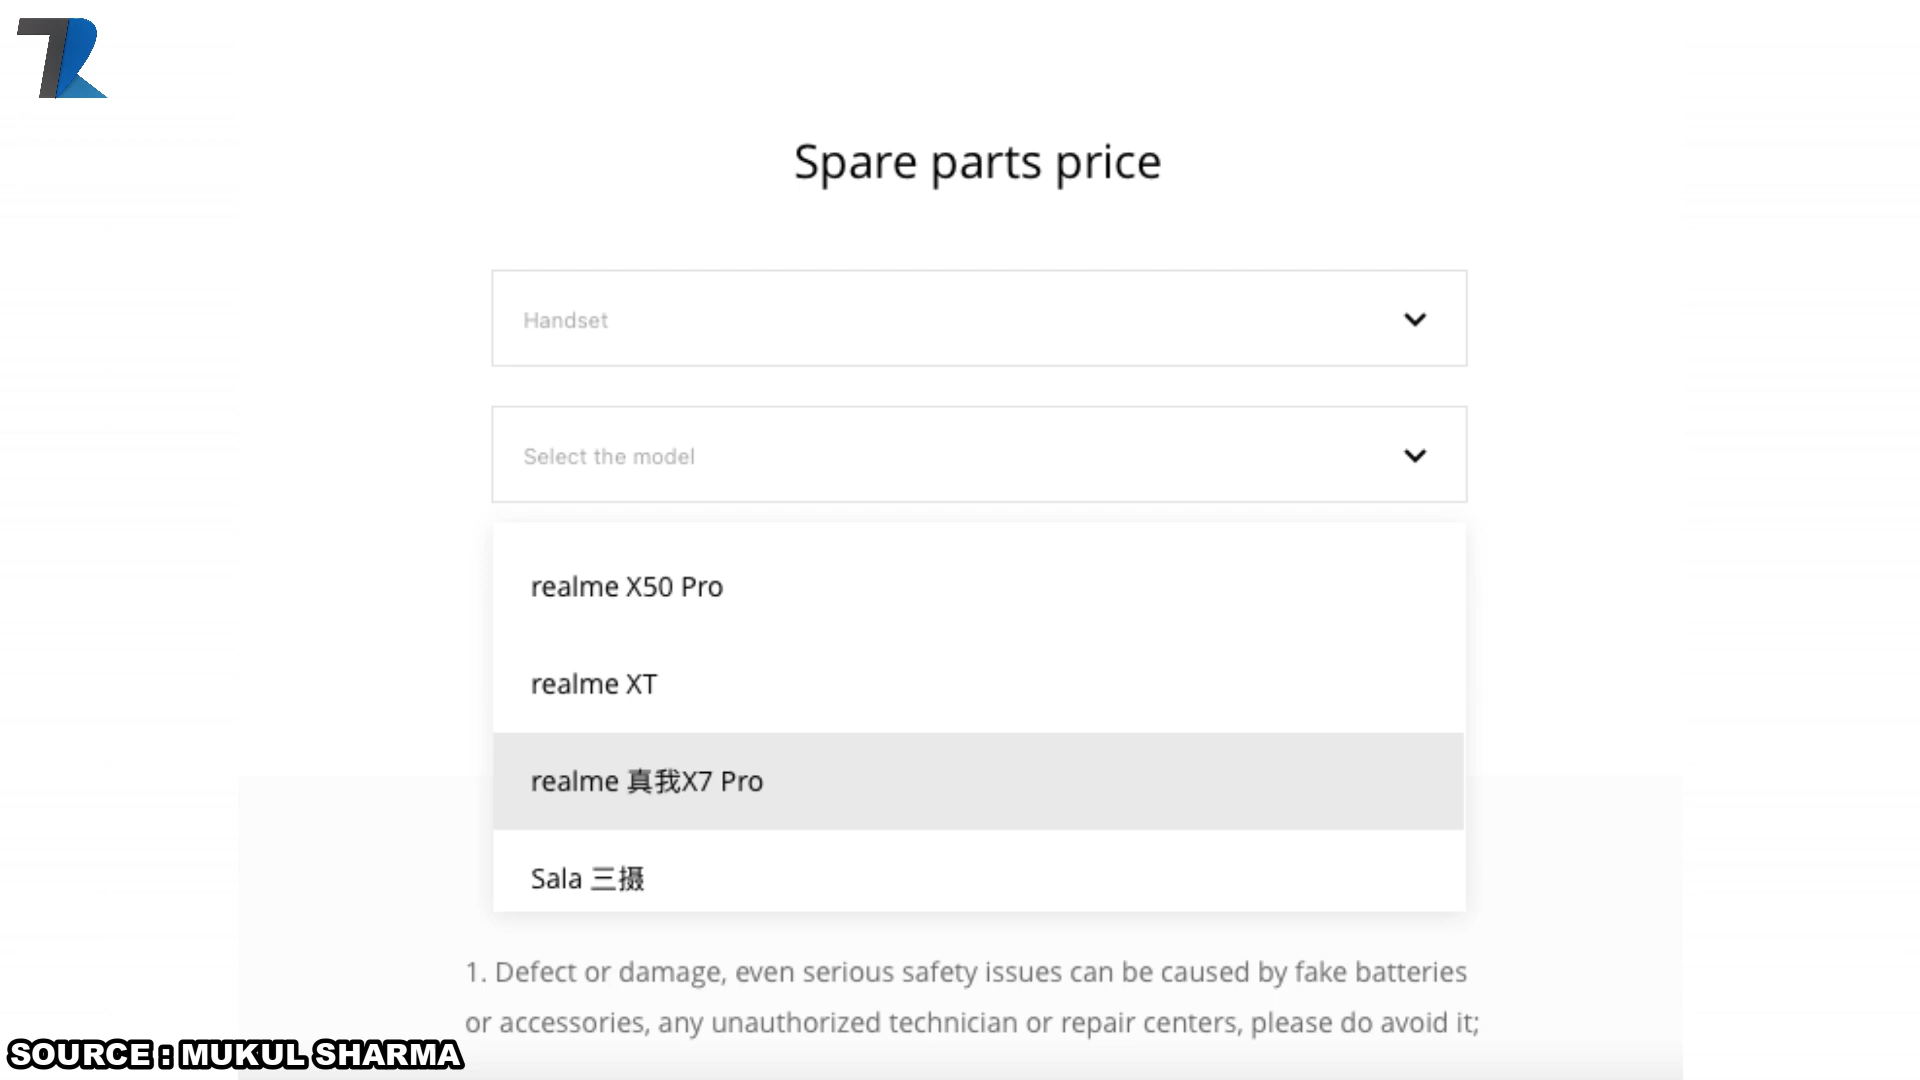 Spare parts price
Handset
Select the model
realme X50 Pro
realme XT
realme 真我X7 Pro
Sala 三摄
1. Defect or damage, even serious safety issues can be caused by fake batteries
or accessories, any unauthorized technician or repair centers, please do avoid it;
SOURCE : MUKUL SHARMA